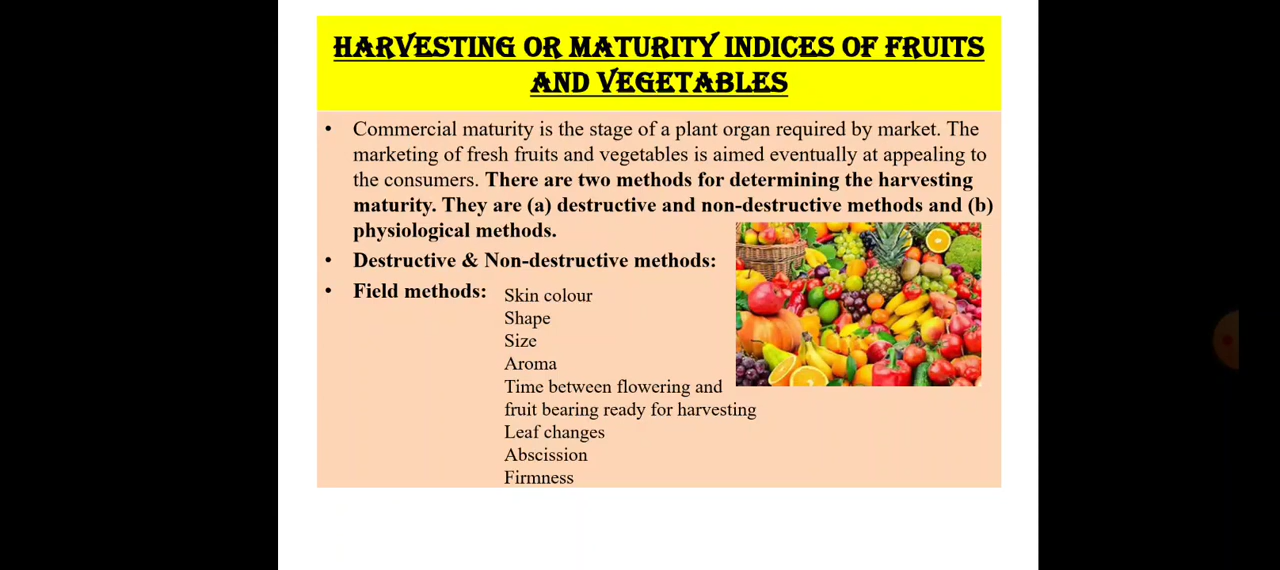 HARVESTING OR MATURITY INDICES OF FRUITS
AND VEGETABLES
• Commercial maturity is the stage of a plant organ required by market. The
marketing of fresh fruits and vegetables is aimed eventually at appealing to
the consumers. There are two methods for determining the harvesting
maturity. They are (a) destructive and non-destructive methods and (b)
physiological methods.
• Destructive & Non-destructive methods:
• Field methods:
Skin colour
Shape
Size
Aroma
Time between flowering and
fruit bearing ready for harvesting
Leaf changes
Abscission
Firmness